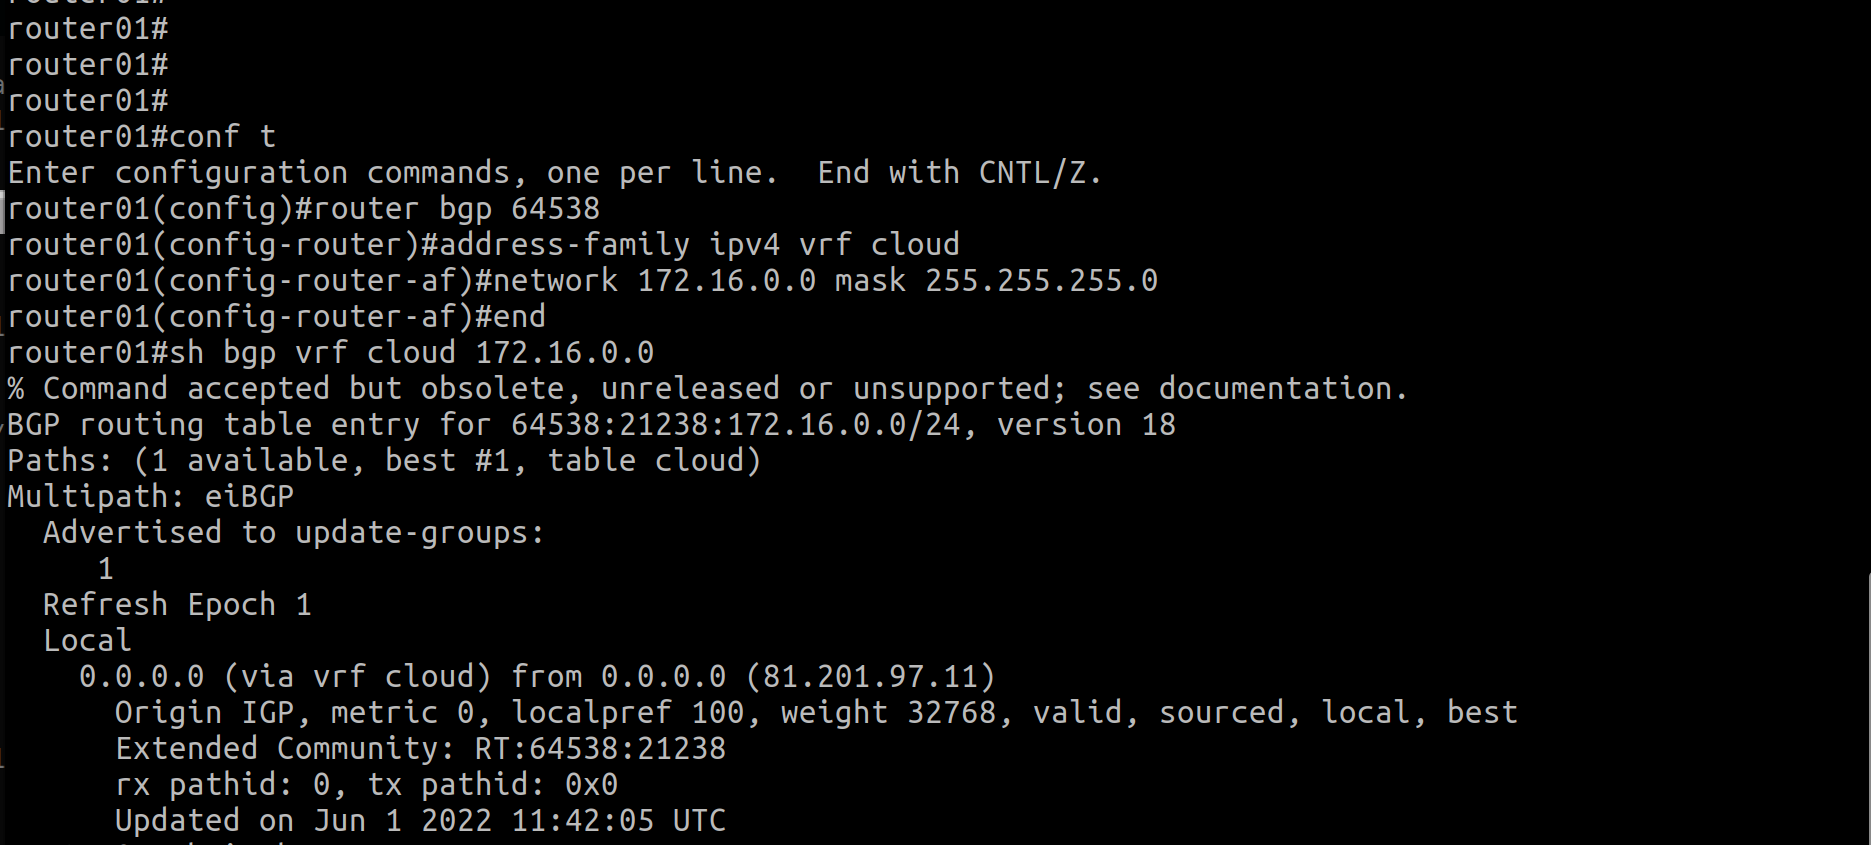 router01#
router01#
router01#
router01#
router01#conf t
Enter configuration commands, one per line.  End with CNTL/Z.
router01(config)#router bgp 64538
router01(config-router)#address-family ipv4 vrf cloud
router01(config-router-af)#network 172.16.0.0 mask 255.255.255.0
router01(config-router-af)#end
router01#sh bgp vrf cloud 172.16.0.0
% Command accepted but obsolete, unreleased or unsupported; see documentation.
BGP routing table entry for 64538:21238:172.16.0.0/24, version 18
Paths: (1 available, best #1, table cloud)
Multipath: eiBGP
  Advertised to update-groups:
     1
  Refresh Epoch 1
  Local
    0.0.0.0 (via vrf cloud) from 0.0.0.0 (81.201.97.11)
      Origin IGP, metric 0, localpref 100, weight 32768, valid, sourced, local, best
      Extended Community: RT:64538:21238
      rx pathid: 0, tx pathid: 0x0
      Updated on Jun 1 2022 11:42:05 UTC